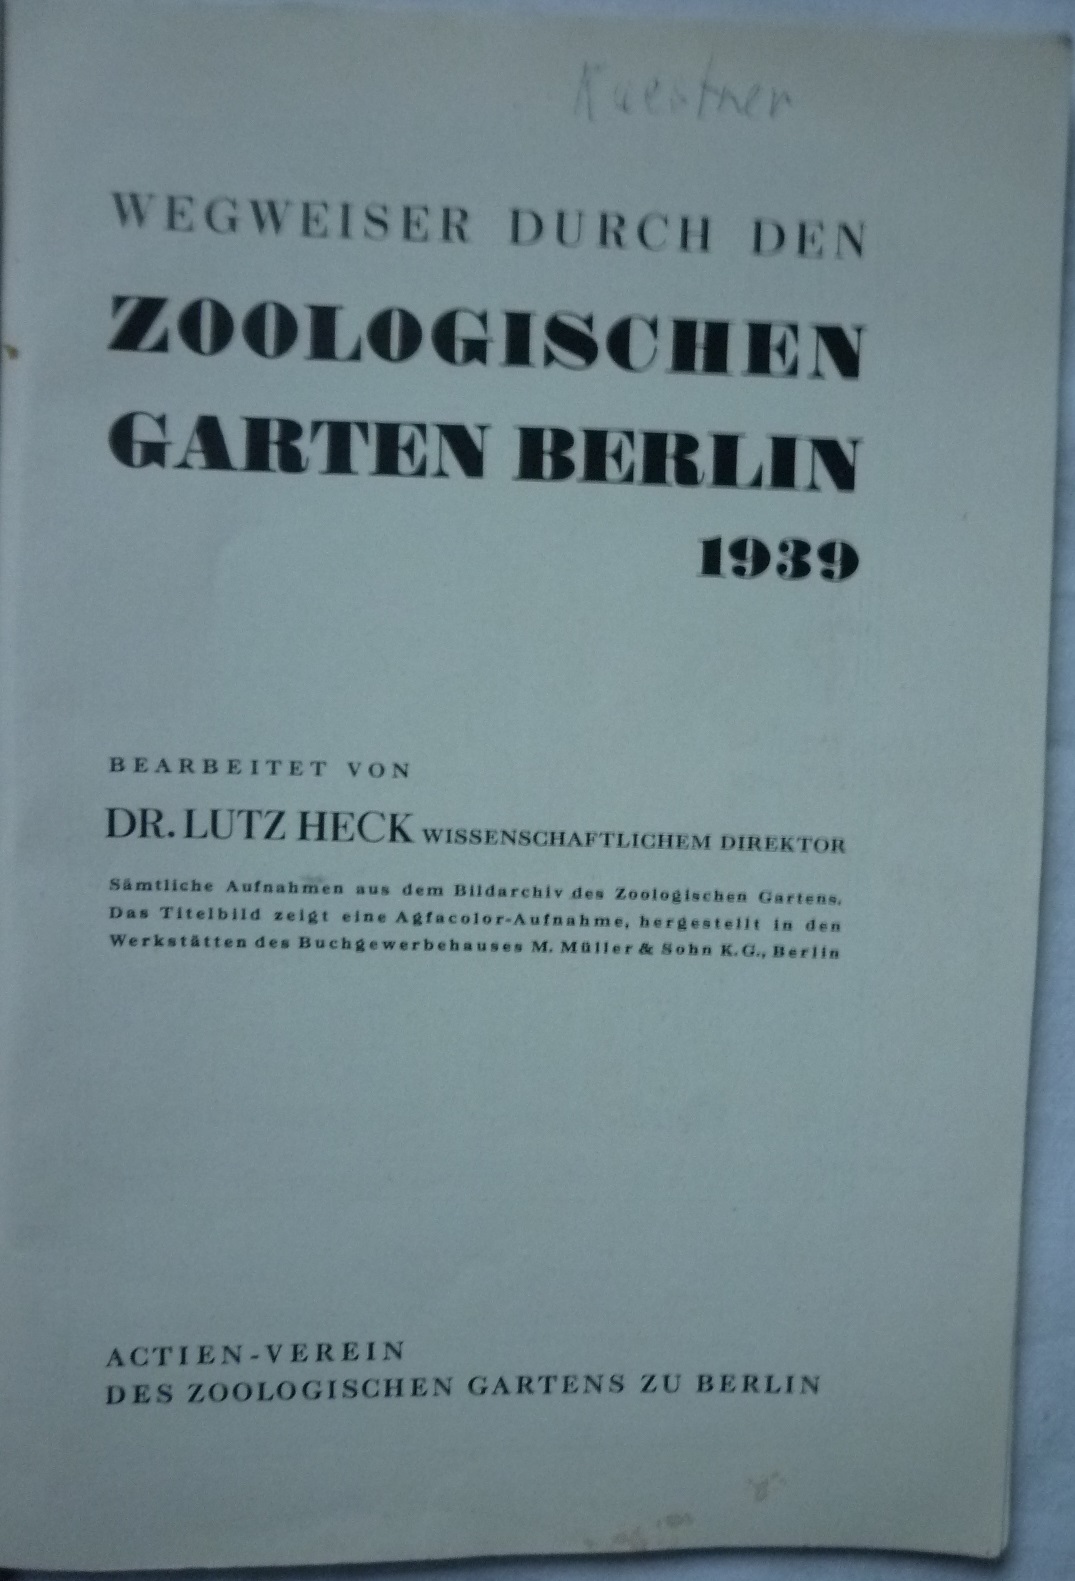 Kaestner
WEGWEISER DURCH DEN
ZOOLOGISCHEN
GARTEN BERLIN
1939
BEARBEITET VON
DR. LUTZ HECK WISSENSCHAFTLICHEM DIREKTOR
Sämtliche Aufnahmen aus dem Bildarchiv des Zoologischen Gartens.
Das Titelbild zeigt eine Agfacolor-Aufnahme, hergestellt in den
Werkstätten des Buchgewerbehauses M. Müller & Sohn K.G., Berlin
ACTIEN-VEREIN
DES ZOOLOGISCHEN GARTENS ZU BERLIN